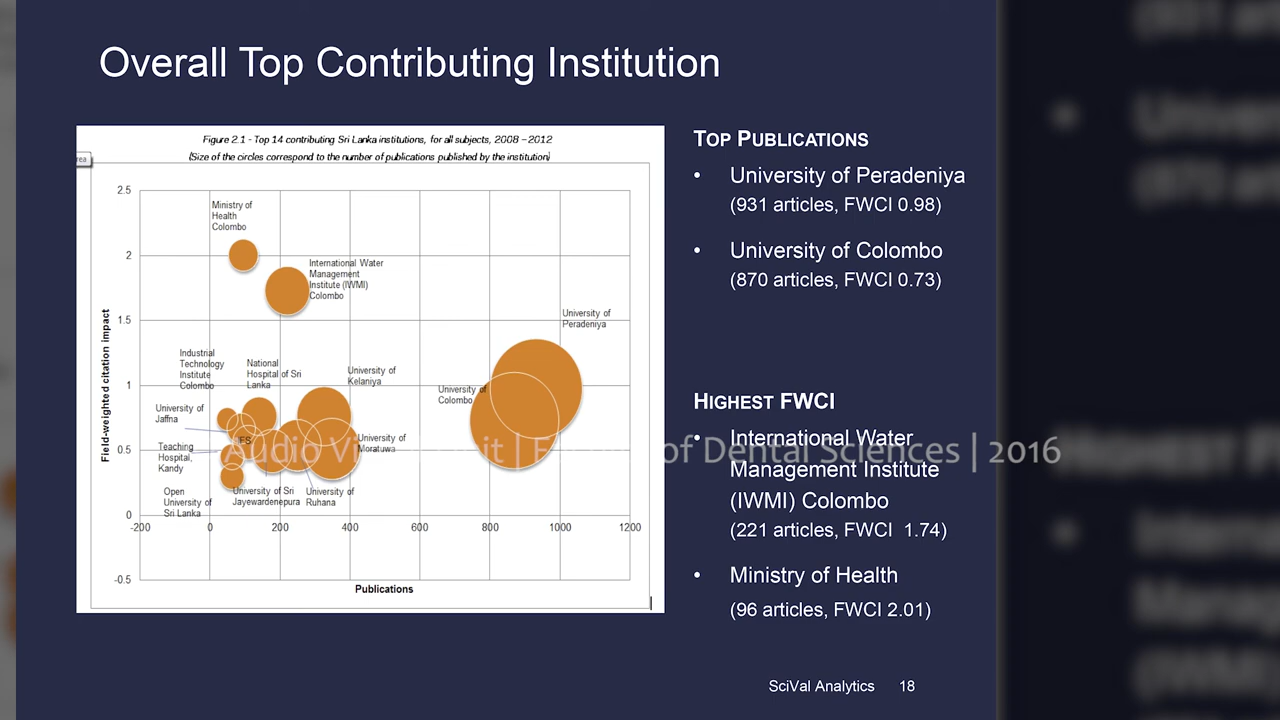 Overall Top Contributing Institution
Figure 2.1 - Top 14 contributing Sri Lanka institutions, for all subjects, 2008 – 2012
(Size of the circles correspond to the number of publications published by the institution)
rea
Field-weighted citation impact
2.5
2
1.5
1
0.5
0
-0.5
-200
0
200
400
600
800
1000
1200
Publications
Ministry of
Health
Colombo
International Water
Management
Institute (IWMI)
Colombo
University of
Peradeniya
Industrial
Technology
Institute
Colombo
National
Hospital of Sri
Lanka
University of
Kelaniya
University of
Colombo
University of
Jaffna
IFS
University of
Moratuwa
Teaching
Hospital,
Kandy
Open
University of
Sri Lanka
University of Sri
Jayewardenepura
University of
Ruhana
TOP PUBLICATIONS
• University of Peradeniya
(931 articles, FWCI 0.98)
• University of Colombo
(870 articles, FWCI 0.73)
HIGHEST FWCI
• International Water
Management Institute
(IWMI) Colombo
(221 articles, FWCI 1.74)
• Ministry of Health
(96 articles, FWCI 2.01)
Audio of Dental Sciences | 2016
SciVal Analytics 18